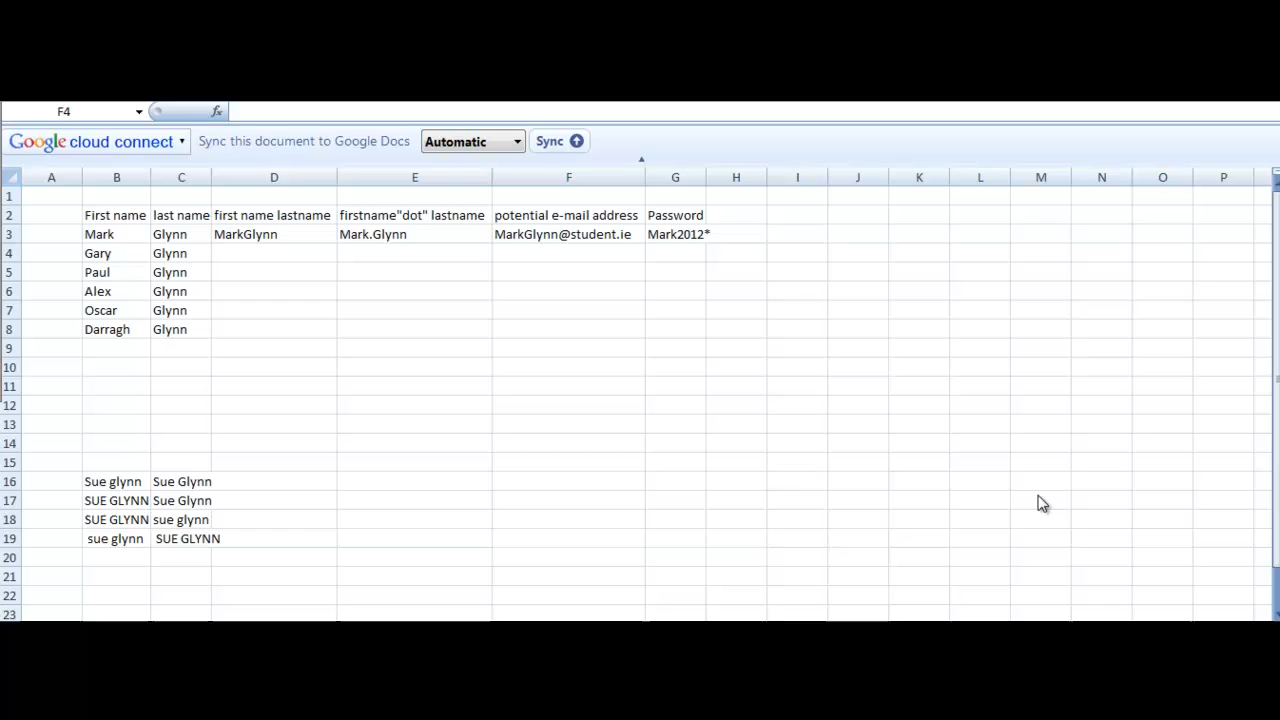 F4 fx
Google cloud connect Sync this document to Google Docs Automatic Sync
A B C D E F G H I J K L M N O P
1
2 First name last name first name lastname firstname"dot" lastname potential e-mail address Password
3 Mark Glynn MarkGlynn Mark.Glynn MarkGlynn@student.ie Mark2012*
4 Gary Glynn
5 Paul Glynn
6 Alex Glynn
7 Oscar Glynn
8 Darragh Glynn
9
10
11
12
13
14
15
16 Sue glynn Sue Glynn
17 SUE GLYNN Sue Glynn
18 SUE GLYNN sue glynn
19 sue glynn SUE GLYNN
20
21
22
23